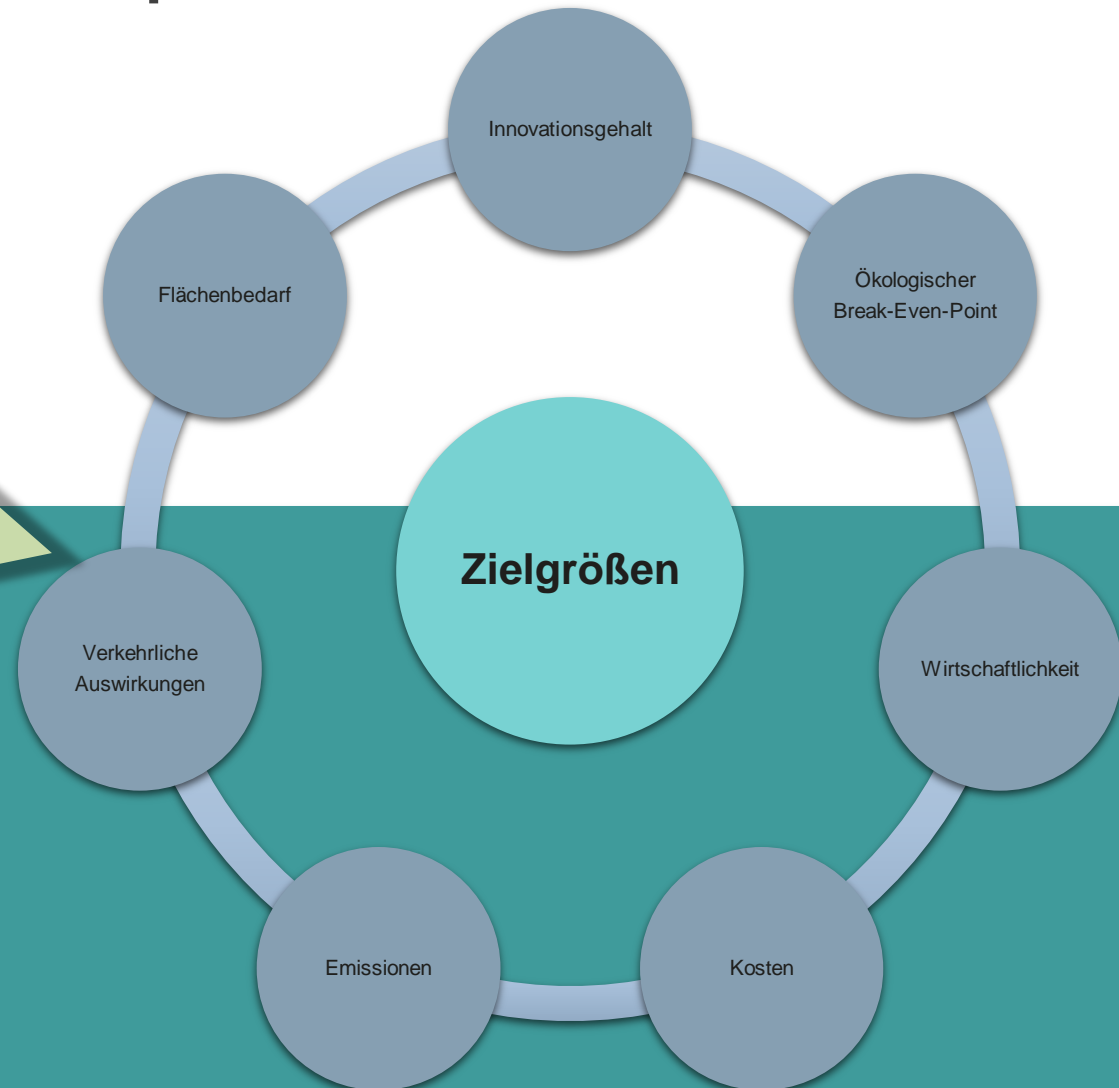 Innovationsgehalt
Ökologischer
Break-Even-Point
Flächenbedarf
Zielgrößen
Verkehrliche
Auswirkungen
Wirtschaftlichkeit
Emissionen
Kosten